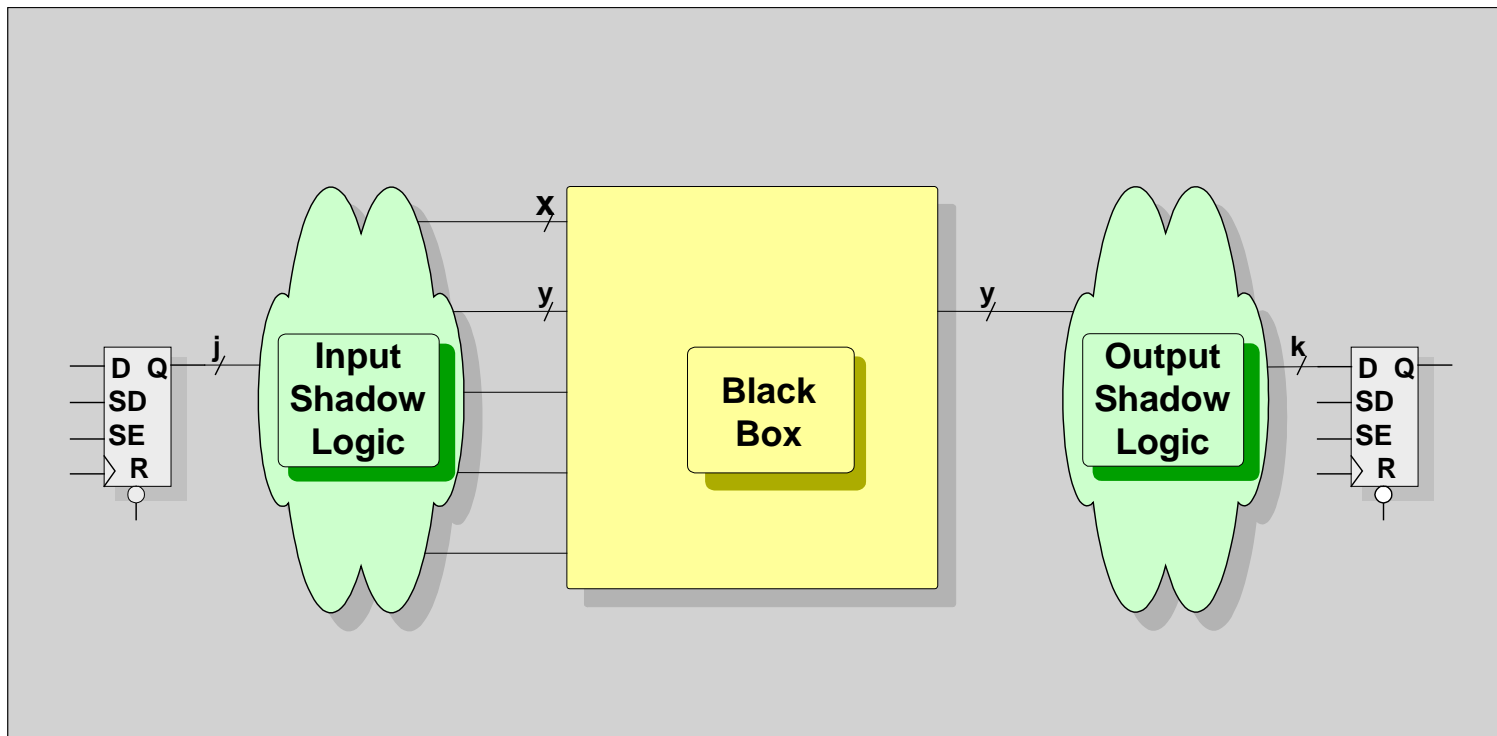 x
y
y
j
k
D Q
SD
SE
R
Input
Shadow
Logic
Black
Box
Output
Shadow
Logic
D Q
SD
SE
R